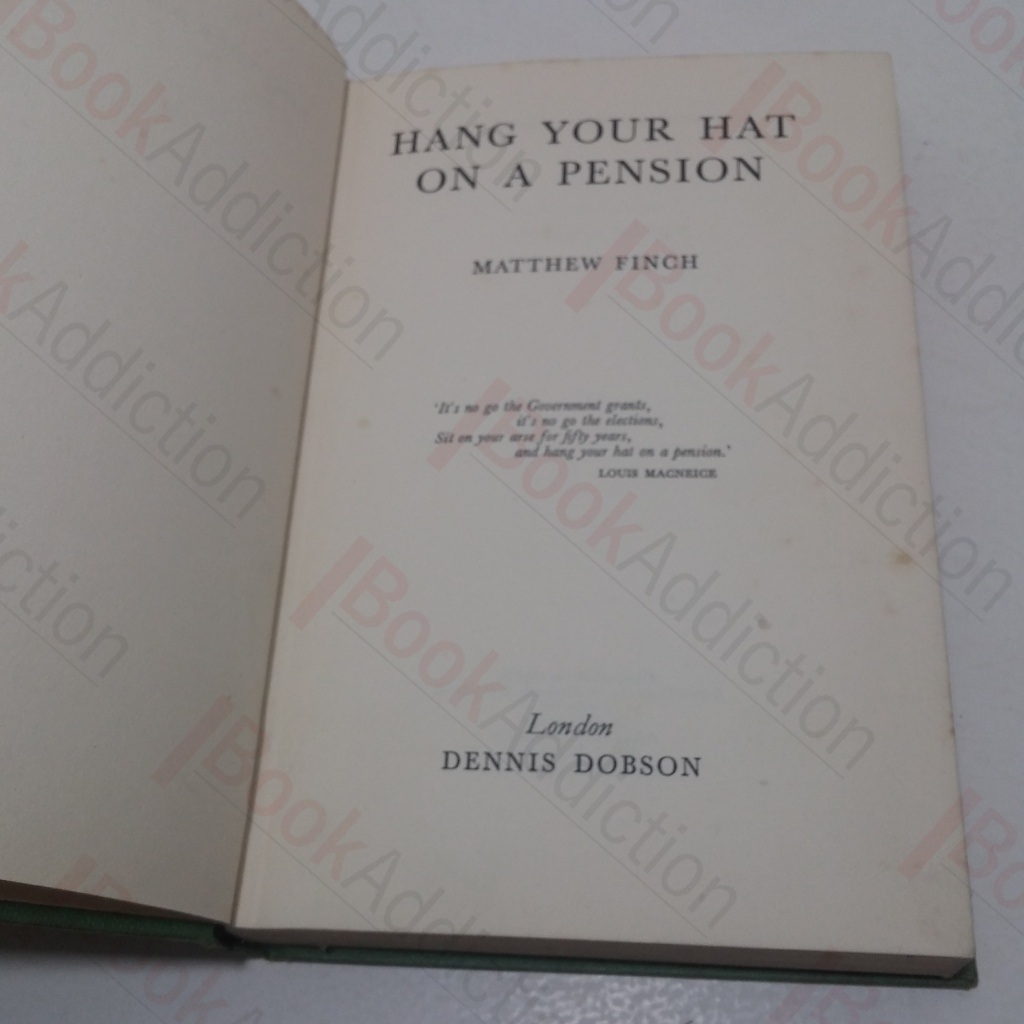 HANG YOUR HAT
ON A PENSION
MATTHEW FINCH
'It's no go the Government grants,
it's no go the elections,
Sit on your arse for fifty years,
and hang your hat on a pension.'
LOUIS MACNEICE
London
DENNIS DOBSON
BookAddiction